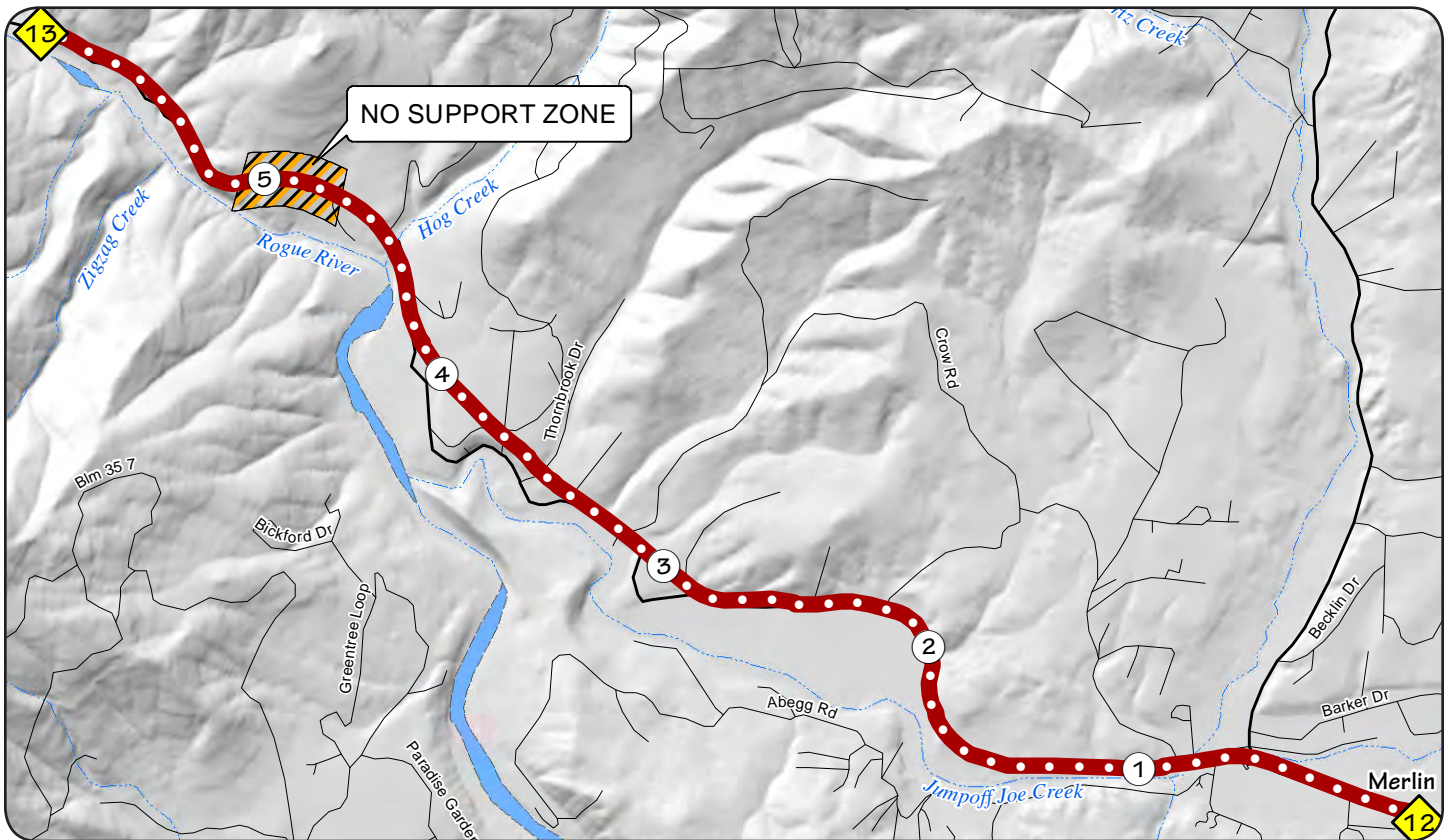 13
tz Creek
NO SUPPORT ZONE
5
Hog Creek
Zigzag Creek
Rogue River
4
Thornbrook Dr
Crow Rd
Blm 35 7
Bickford Dr
3
Greentree Loop
Becklin Dr
2
Abegg Rd
Barker Dr
Paradise Garden
1
Jumpoff Joe Creek
Merlin
12